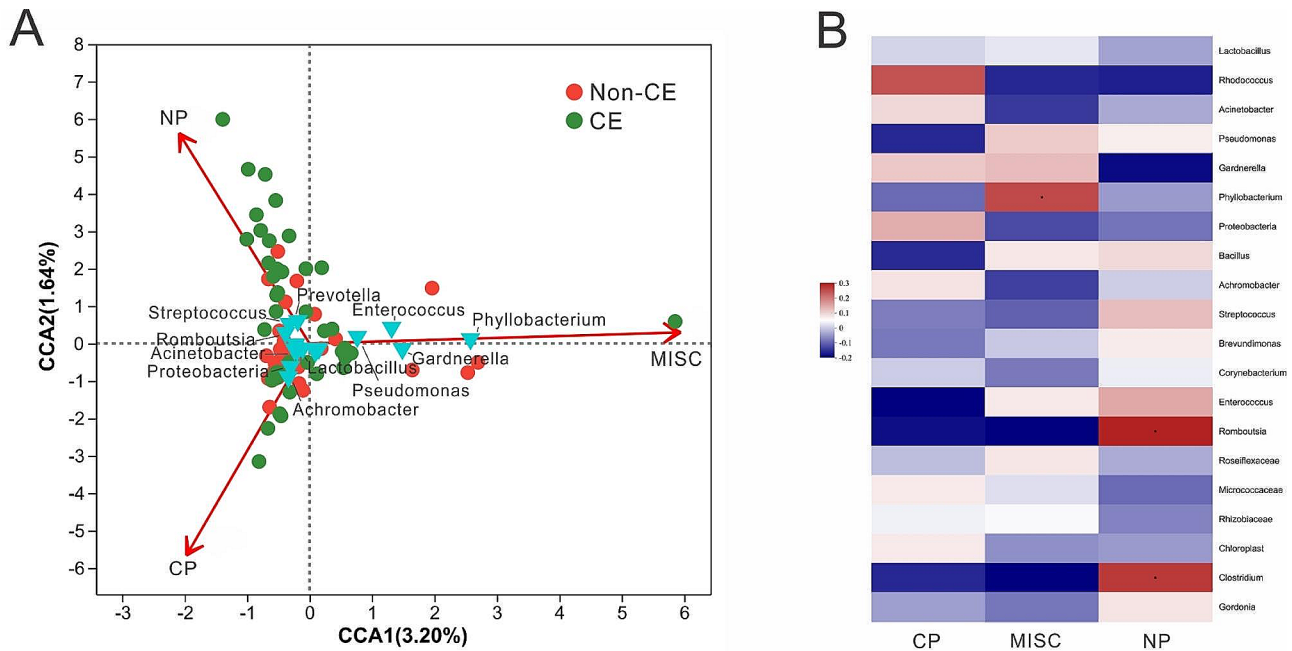 A
8
7
6
5
4
3
2
1
0
-1
-2
-3
-4
-5
-6
CCA2(1.64%)
NP
Non-CE
CE
Prevotella
Streptococcus
Enterococcus
Phyllobacterium
Romboutsia
Acinetobacter
Gardnerella
MISC
Proteobacteria
Lactobacillus
Pseudomonas
Achromobacter
CP
-3 -2 -1 0 1 2 3 4 5 6
CCA1(3.20%)
B
0.3
0.2
0.1
0
-0.1
-0.2
Lactobacillus
Rhodococcus
Acinetobacter
Pseudomonas
Gardnerella
Phyllobacterium
Proteobacteria
Bacillus
Achromobacter
Streptococcus
Brevundimonas
Corynebacterium
Enterococcus
Romboutsia
Roseiflexaceae
Micrococcaceae
Rhizobiaceae
Chloroplast
Clostridium
Gordonia
CP MISC NP